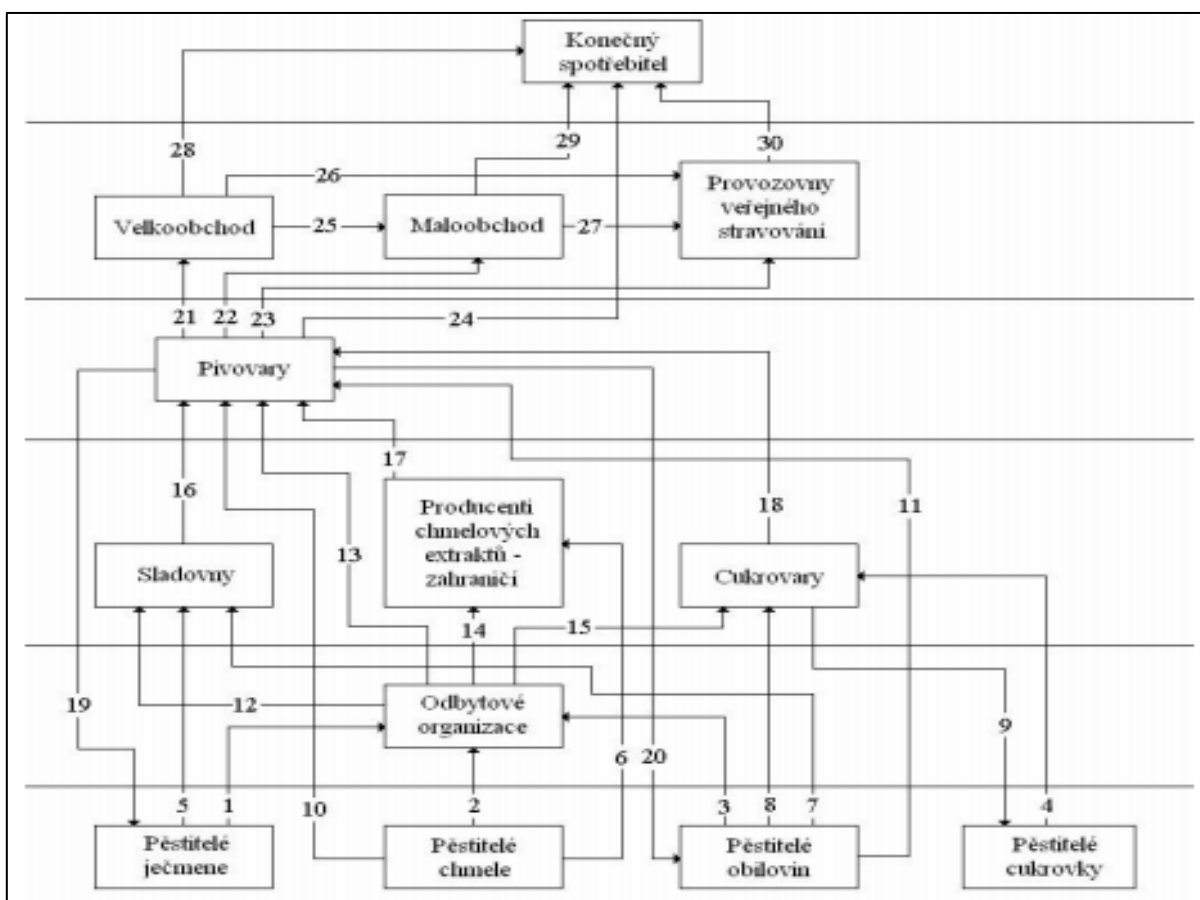 Konečný
spotřebitel
28
29
30
26
Velkoobchod
25
Maloobchod
27
Provozovny
veřejného
stravování
21
22
23
24
Pivovary
17
16
13
Producenti
chmelových
extraktů -
zahraničí
18
11
Sladovny
Cukrovary
14
15
19
12
Odbytové
organizace
6
20
9
5
1
10
2
3
8
7
4
Pěstitelé
ječmene
Pěstitelé
chmele
Pěstitelé
obilovin
Pěstitelé
cukrovky